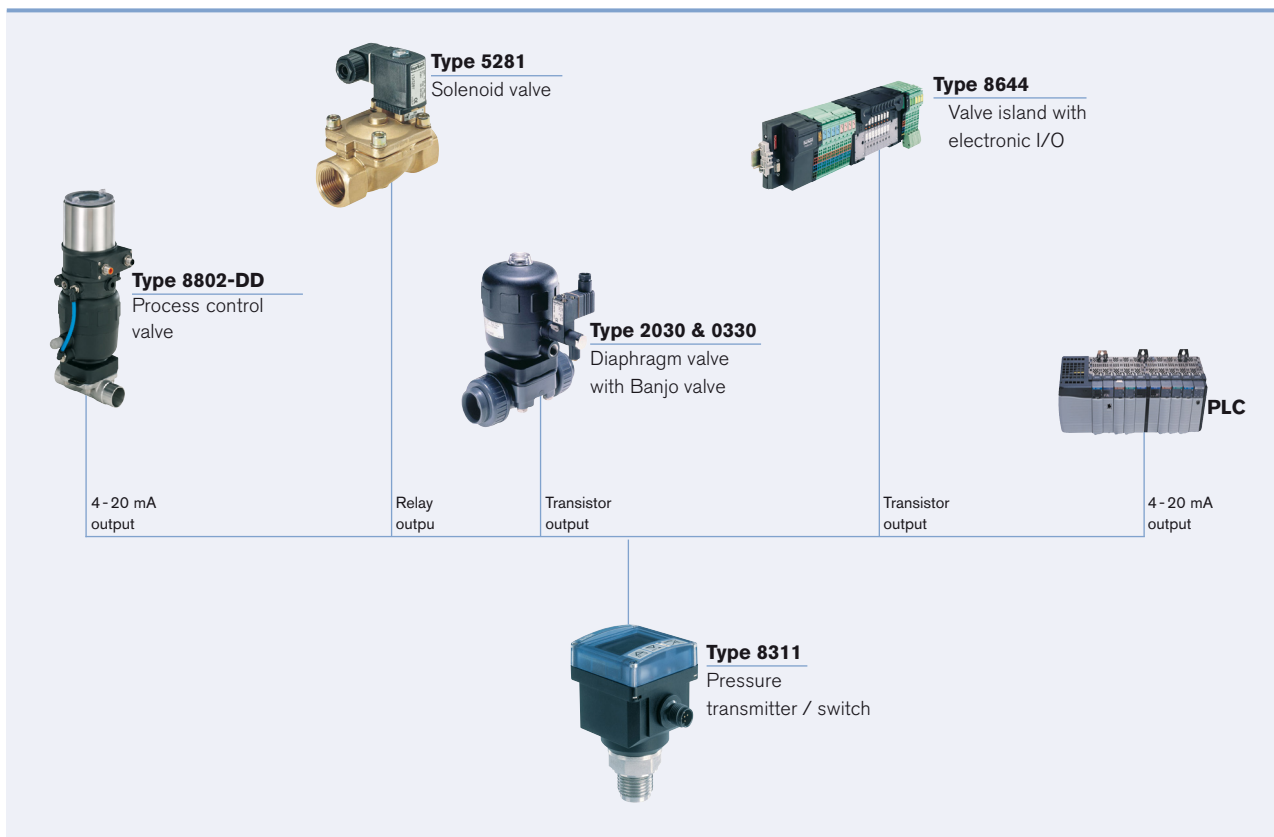 Type 5281
Solenoid valve
Type 8644
Valve island with
electronic I/O
Type 8802-DD
Process control
valve
Type 2030 & 0330
Diaphragm valve
with Banjo valve
PLC
4-20 mA
output
Relay
outpu
Transistor
output
Transistor
output
4-20 mA
output
Type 8311
Pressure
transmitter / switch